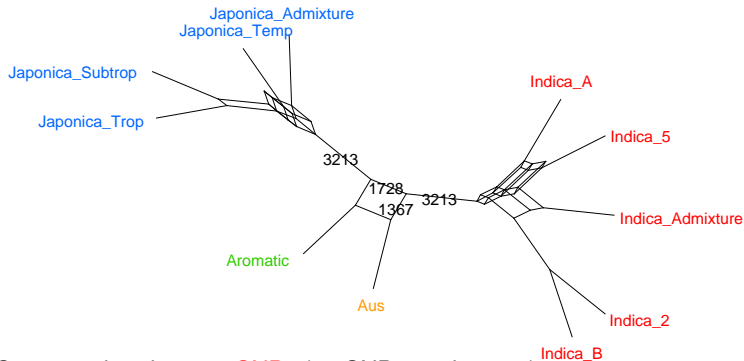 Japonica_Admixture
Japonica_Temp
Japonica_Subtrop
Japonica_Trop
Indica_A
Indica_5
3213
1728
3213
1367
Indica_Admixture
Aromatic
Aus
Indica_2
Indica_B